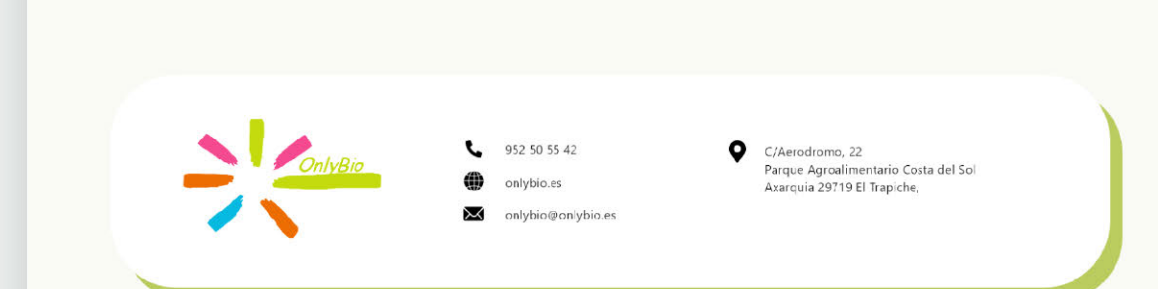 OnlyBio
952 50 55 42
onlybio.es
onlybio@onlybio.es
C/Aerodromo, 22
Parque Agroalimentario Costa del Sol
Axarquia 29719 El Trapiche,